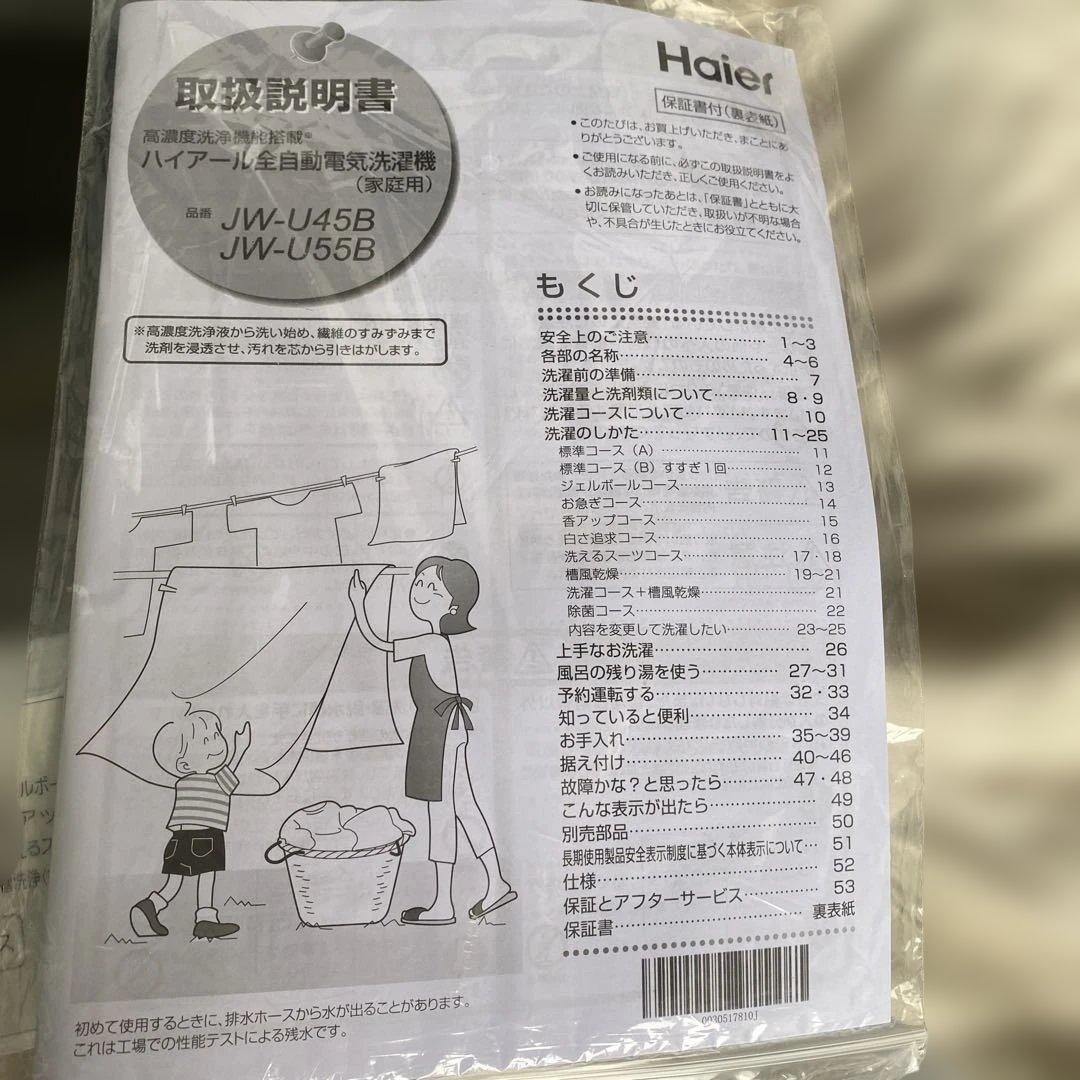 取扱説明書
高濃度洗浄機能搭載※
ハイアール全自動電気洗濯機
(家庭用)
品番 JW-U45B
JW-U55B
※高濃度洗浄液から洗い始め、繊維のすみずみまで
洗剤を浸透させ、汚れを芯から引きはがします。
Haier
保証書付(裏表紙)
●このたびは、お買上げいただき、まことにあ
りがとうございます。
●ご使用になる前に、必ずこの取扱説明書をよ
くお読みいただき、正しくご使用ください。
●お読みになったあとは、「保証書」とともに大
切に保管していただき、取扱いが不明な場合
や、不具合が生じたときにお役立てください。
もくじ
安全上のご注意 1~3
各部の名称 4~6
洗濯前の準備 7
洗濯量と洗剤類について 8・9
洗濯コースについて 10
洗濯のしかた 11~25
標準コース(A) 11
標準コース(B)すすぎ1回 12
ジェルボールコース 13
お急ぎコース 14
香アップコース 15
白さ追求コース 16
洗えるスーツコース 17・18
槽風乾燥 19~21
洗濯コース+槽風乾燥 21
除菌コース 22
内容を変更して洗濯したい 23~25
上手なお洗濯 26
風呂の残り湯を使う 27~31
予約運転する 32・33
知っていると便利 34
お手入れ 35~39
据え付け 40~46
故障かな?と思ったら 47・48
こんな表示が出たら 49
別売部品 50
長期使用製品安全表示制度に基づく本体表示について 51
仕様 52
保証とアフターサービス 53
保証書 裏表紙
0030517810J
初めて使用するときに、排水ホースから水が出ることがあります。
これは工場での性能テストによる残水です。